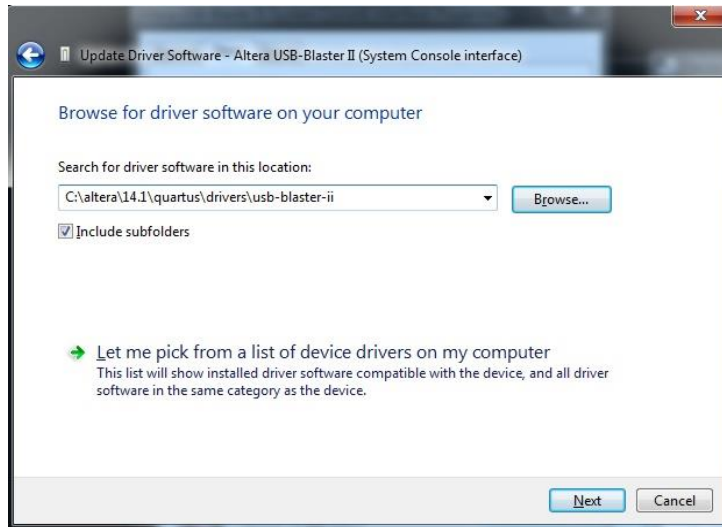 Update Driver Software - Altera USB-Blaster II (System Console interface)
Browse for driver software on your computer
Search for driver software in this location:
C:\altera\14.1\quartus\drivers\usb-blaster-ii
Browse...
Include subfolders
Let me pick from a list of device drivers on my computer
This list will show installed driver software compatible with the device, and all driver
software in the same category as the device.
Next
Cancel